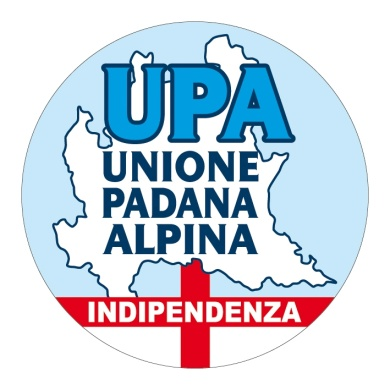 UPA
UNIONE
PADANA
ALPINA
INDIPENDENZA